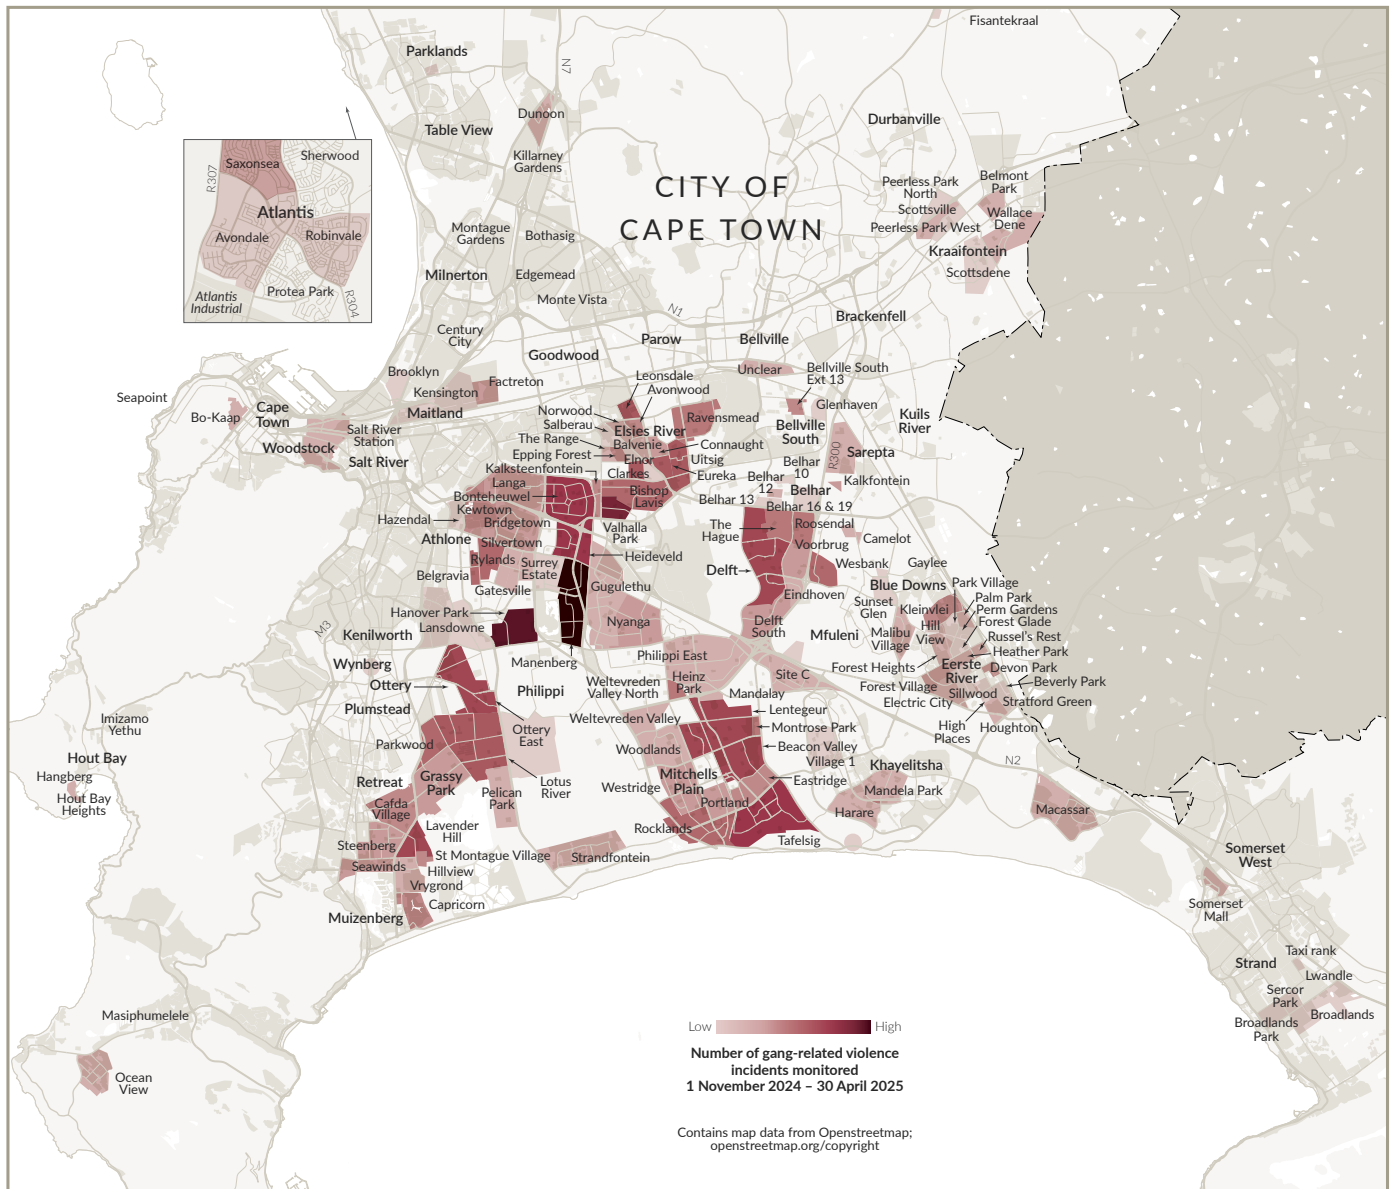 Fisantekraal
Parklands
N7
Dunoon
Table View
Durbanville
Killarney
Gardens
CITY OF
CAPE TOWN
Saxonsea
Sherwood
R307
Atlantis
Avondale
Robinvale
Protea Park
R304
Atlantis
Industrial
Peerless Park
North
Belmont
Park
Scottsville
Wallace
Dene
Peerless Park West
Kraaifontein
Scottsdene
Montague
Gardens
Bothasig
Milnerton
Edgemead
Monte Vista
N1
Brackenfell
Century
City
Parow
Bellville
Goodwood
Brooklyn
Kensington
Factreton
Maitland
Leonsdale
Avonwood
Unclear
Bellville South
Ext 13
Glenhaven
Kuils
River
Seapoint
Bo-Kaap
Cape
Town
Woodstock
Salt River
Station
Salt River
Norwood
Salberau
Elsies River
Ravensmead
The Range
Balvenie
Connaught
Epping Forest
Elnor
Uitsig
Kalksteenfontein
Clarkes
Eureka
Bellville
South
R300
Sarepta
Belhar
10
Belhar
12
Belhar
Kalkfontein
Belhar 13
Belhar 16 & 19
Langa
Bonteheuwel
Bishop
Lavis
Kewtown
Hazendal
Bridgetown
Athlone
Silvertown
Valhalla
Park
The
Hague
Roosendal
Camelot
Voorbrug
Rylands
Surrey
Estate
Heideveld
Belgravia
Gatesville
Gugulethu
Delft
Wesbank
Gaylee
Blue Downs
Park Village
Eindhoven
Palm Park
Sunset
Glen
Kleinvlei
Perm Gardens
Forest Glade
Hanover Park
Lansdowne
Nyanga
Delft
South
Mfuleni
Malibu
Village
Hill
View
Russel's Rest
Heather Park
M3
Kenilworth
Manenberg
Philippi East
Forest Heights
Eerste
River
Devon Park
Beverly Park
Wynberg
Site C
Forest Village
Sillwood
Stratford Green
Electric City
Ottery
Philippi
Weltevreden
Valley North
Heinz
Park
Mandalay
Plumstead
Lentegeur
High
Places
Houghton
Imizamo
Yethu
Weltevreden Valley
Montrose Park
Ottery
East
Parkwood
Woodlands
Beacon Valley
Village 1
N2
Hout Bay
Hangberg
Hout Bay
Heights
Retreat
Grassy
Park
Lotus
River
Mitchells
Plain
Eastridge
Khayelitsha
Pelican
Park
Westridge
Portland
Mandela Park
Cafda
Village
Harare
Macassar
Lavender
Hill
Rocklands
Tafelsig
Steenberg
St Montague Village
Strandfontein
Seawinds
Hillview
Vrygrond
Capricorn
Muizenberg
Somerset
West
Somerset
Mall
Taxi rank
Strand
Lwandle
Sercor
Park
Broadlands
Broadlands
Park
Masiphumelele
Ocean
View
Low
High
Number of gang-related violence
incidents monitored
1 November 2024 – 30 April 2025
Contains map data from Openstreetmap;
openstreetmap.org/copyright